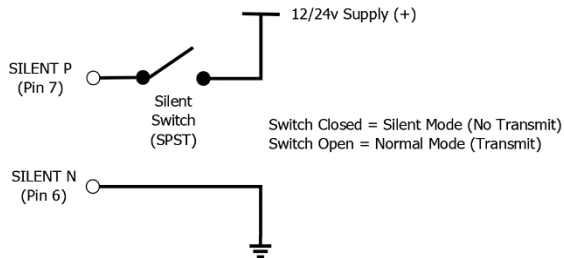 12/24v Supply (+)
SILENT P
(Pin 7)
Silent
Switch
(SPST)
Switch Closed = Silent Mode (No Transmit)
Switch Open = Normal Mode (Transmit)
SILENT N
(Pin 6)